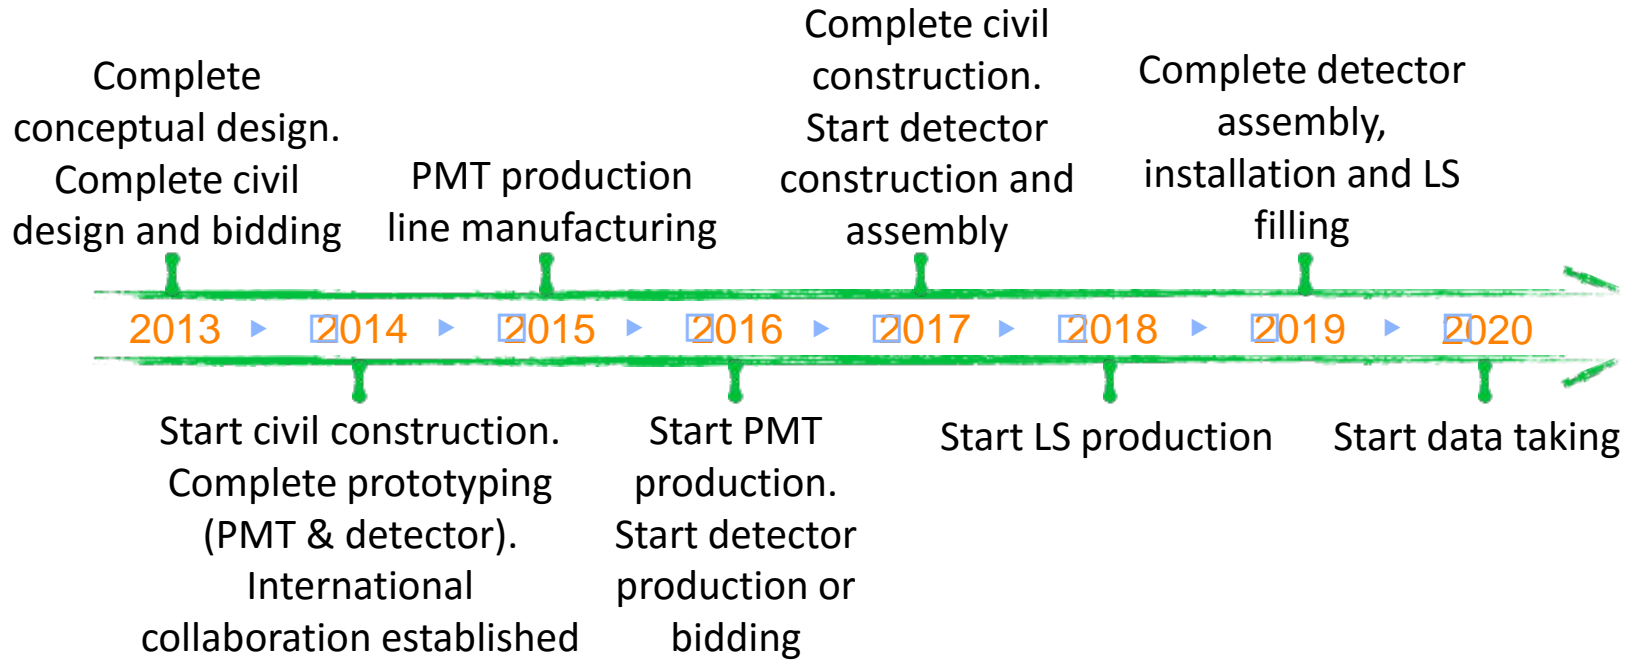 Complete
conceptual design.
Complete civil
design and bidding
PMT production
line manufacturing
Complete civil
construction.
Start detector
construction and
assembly
Complete detector
assembly,
installation and LS
filling
2013 2014 2015 2016 2017 2018 2019 2020
Start civil construction.
Complete prototyping
(PMT & detector).
International
collaboration established
Start PMT
production.
Start detector
production or
bidding
Start LS production
Start data taking